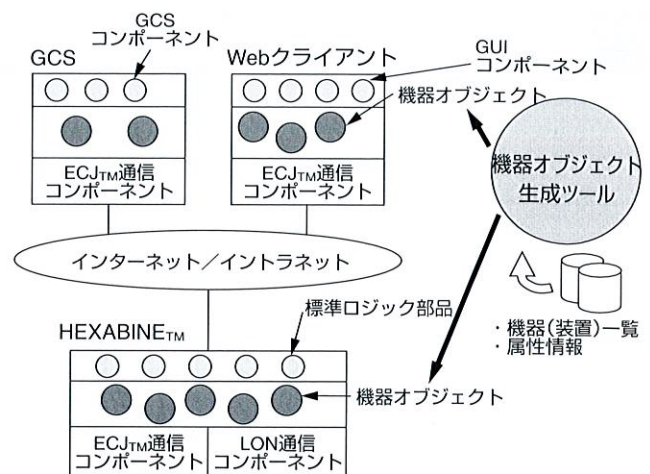 GCS
コンポーネント
GCS
Webクライアント
GUI
コンポーネント
機器オブジェクト
ECJTM通信
コンポーネント
ECJTM通信
コンポーネント
機器オブジェクト
生成ツール
インターネット／イントラネット
・機器(装置)一覧
・属性情報
標準ロジック部品
HEXABINETM
機器オブジェクト
ECJTM通信
コンポーネント
LON通信
コンポーネント